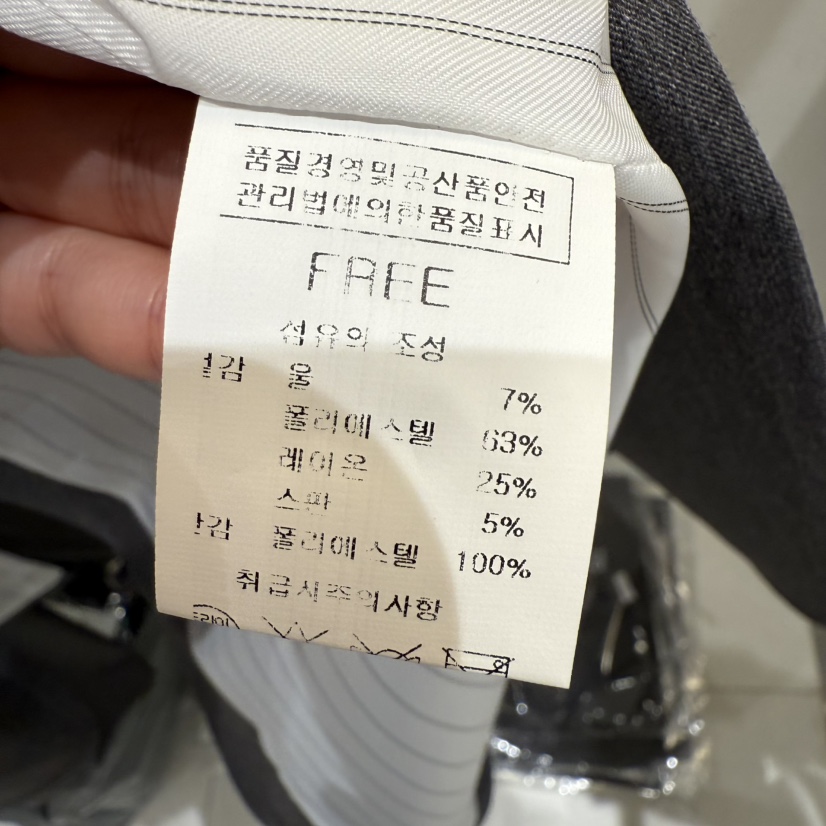 품질경영및공산품안전
관리법에의한품질표시
FREE
섬유의 조성
겉감 울 7%
폴리에스텔 63%
레이온 25%
스판 5%
안감 폴리에스텔 100%
취급시주의사항
드라이